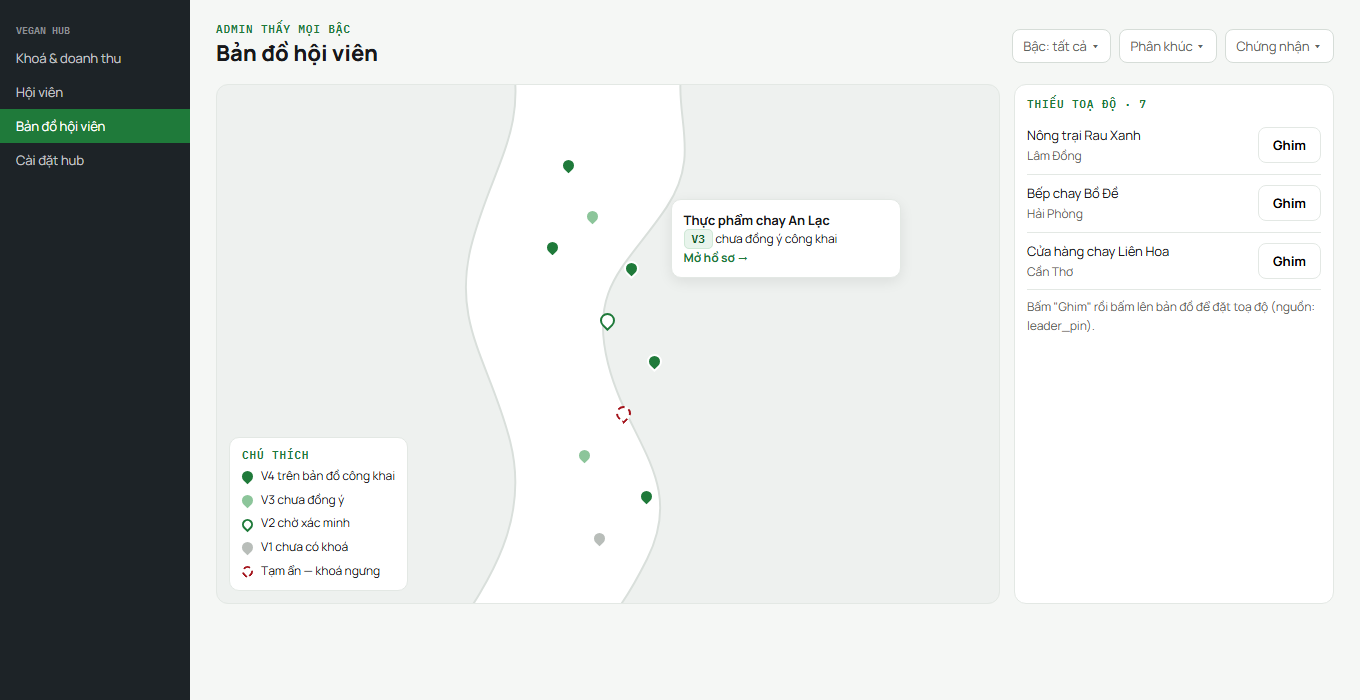 VEGAN HUB
Khoá & doanh thu
Hội viên
Bản đồ hội viên
Cài đặt hub
ADMIN THẤY MỌI BẬC
Bản đồ hội viên
Bậc: tất cả
Phân khúc
Chứng nhận
Thực phẩm chay An Lạc
V3 chưa đồng ý công khai
Mở hồ sơ →
CHÚ THÍCH
V4 trên bản đồ công khai
V3 chưa đồng ý
V2 chờ xác minh
V1 chưa có khoá
Tạm ẩn — khoá ngưng
THIẾU TOẠ ĐỘ · 7
Nông trại Rau Xanh
Lâm Đồng
Ghim
Bếp chay Bồ Đề
Hải Phòng
Ghim
Cửa hàng chay Liên Hoa
Cần Thơ
Ghim
Bấm "Ghim" rồi bấm lên bản đồ để đặt toạ độ (nguồn:
leader_pin).